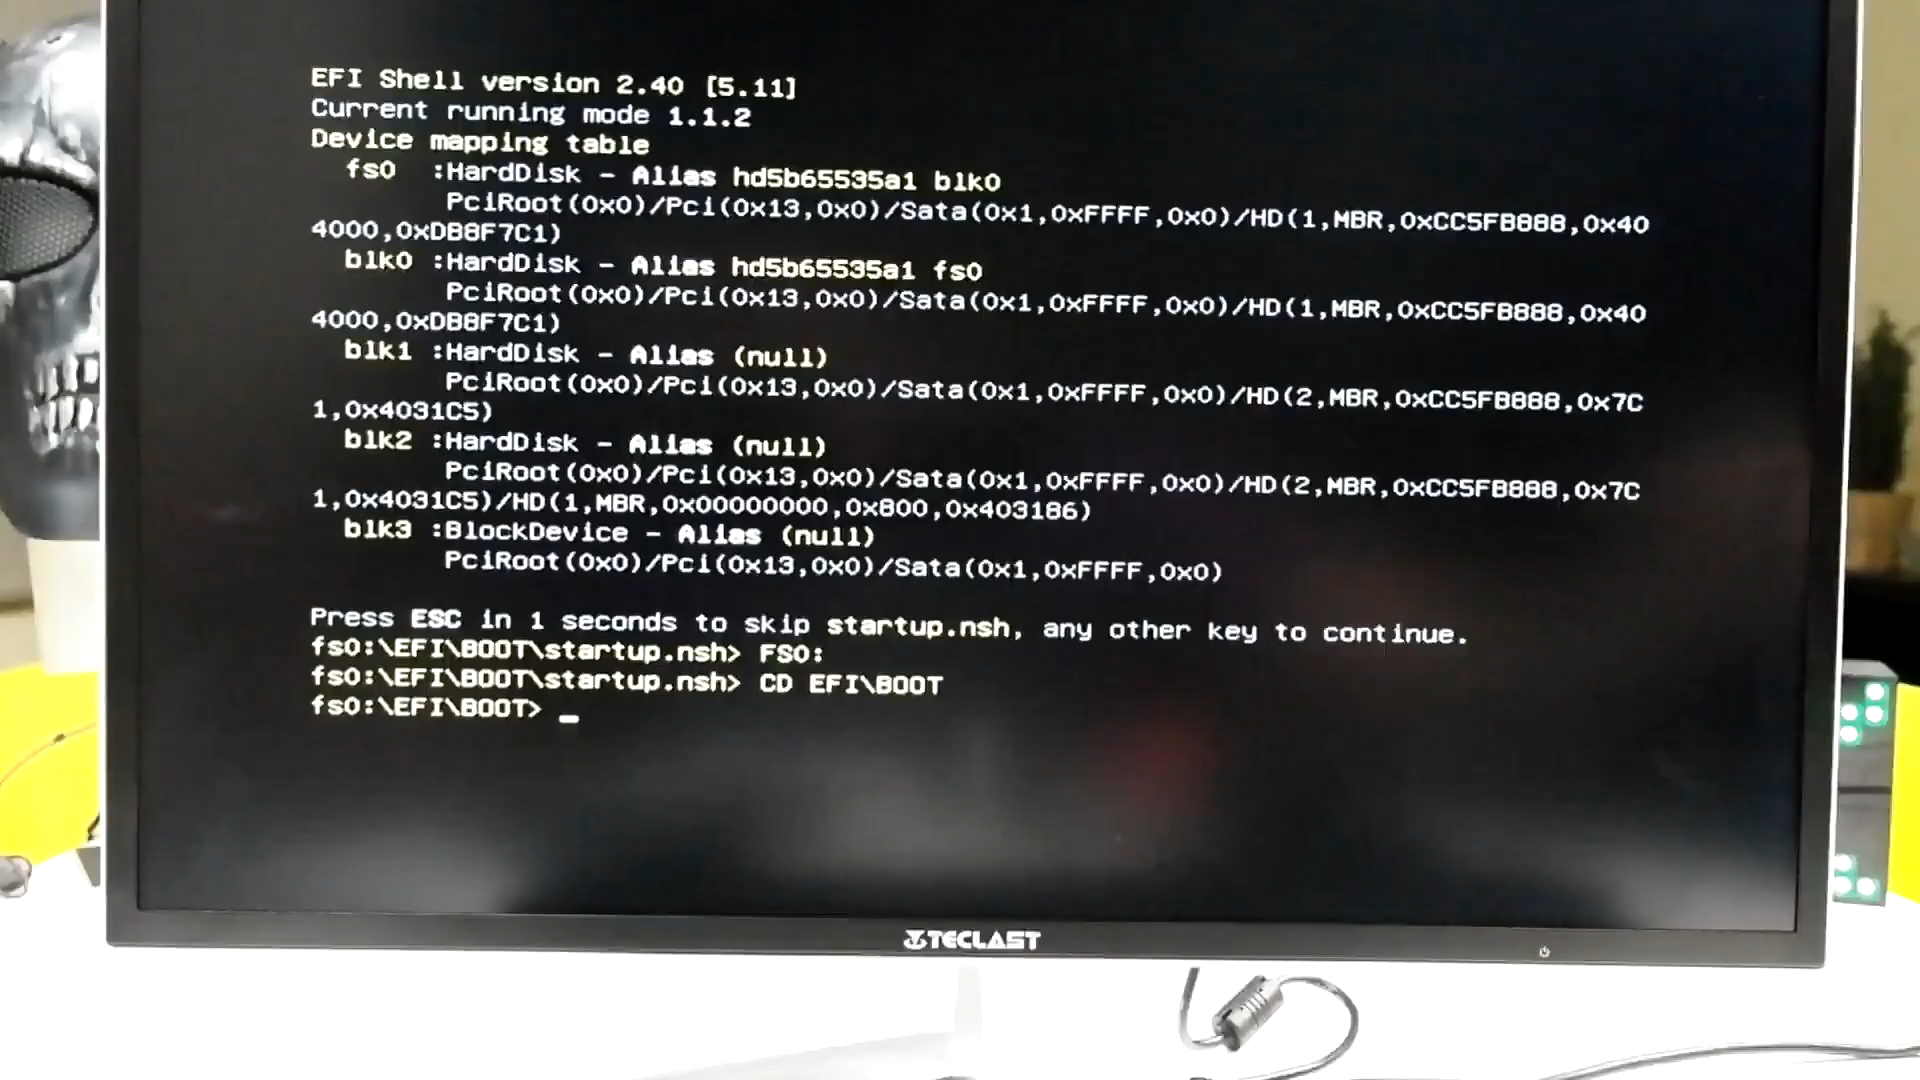 EFI Shell version 2.40 [5.11]
Current running mode 1.1.2
Device mapping table
fs0 :HardDisk - Alias hd5b65535a1 blk0
PciRoot(0x0)/Pci(0x13,0x0)/Sata(0x1,0xFFFF,0x0)/HD(1,MBR,0xCC5FB888,0x40
4000,0xDB8F7C1)
blk0 :HardDisk - Alias hd5b65535a1 fs0
PciRoot(0x0)/Pci(0x13,0x0)/Sata(0x1,0xFFFF,0x0)/HD(1,MBR,0xCC5FB888,0x40
4000,0xDB8F7C1)
blk1 :HardDisk - Alias (null)
PciRoot(0x0)/Pci(0x13,0x0)/Sata(0x1,0xFFFF,0x0)/HD(2,MBR,0xCC5FB888,0x7C
1,0x4031C5)
blk2 :HardDisk - Alias (null)
PciRoot(0x0)/Pci(0x13,0x0)/Sata(0x1,0xFFFF,0x0)/HD(2,MBR,0xCC5FB888,0x7C
1,0x4031C5)/HD(1,MBR,0x00000000,0x800,0x403186)
blk3 :BlockDevice - Alias (null)
PciRoot(0x0)/Pci(0x13,0x0)/Sata(0x1,0xFFFF,0x0)
Press ESC in 1 seconds to skip startup.nsh, any other key to continue.
fs0:\EFI\BOOT\startup.nsh> FS0:
fs0:\EFI\BOOT\startup.nsh> CD EFI\BOOT
fs0:\EFI\BOOT> _
TECLAST